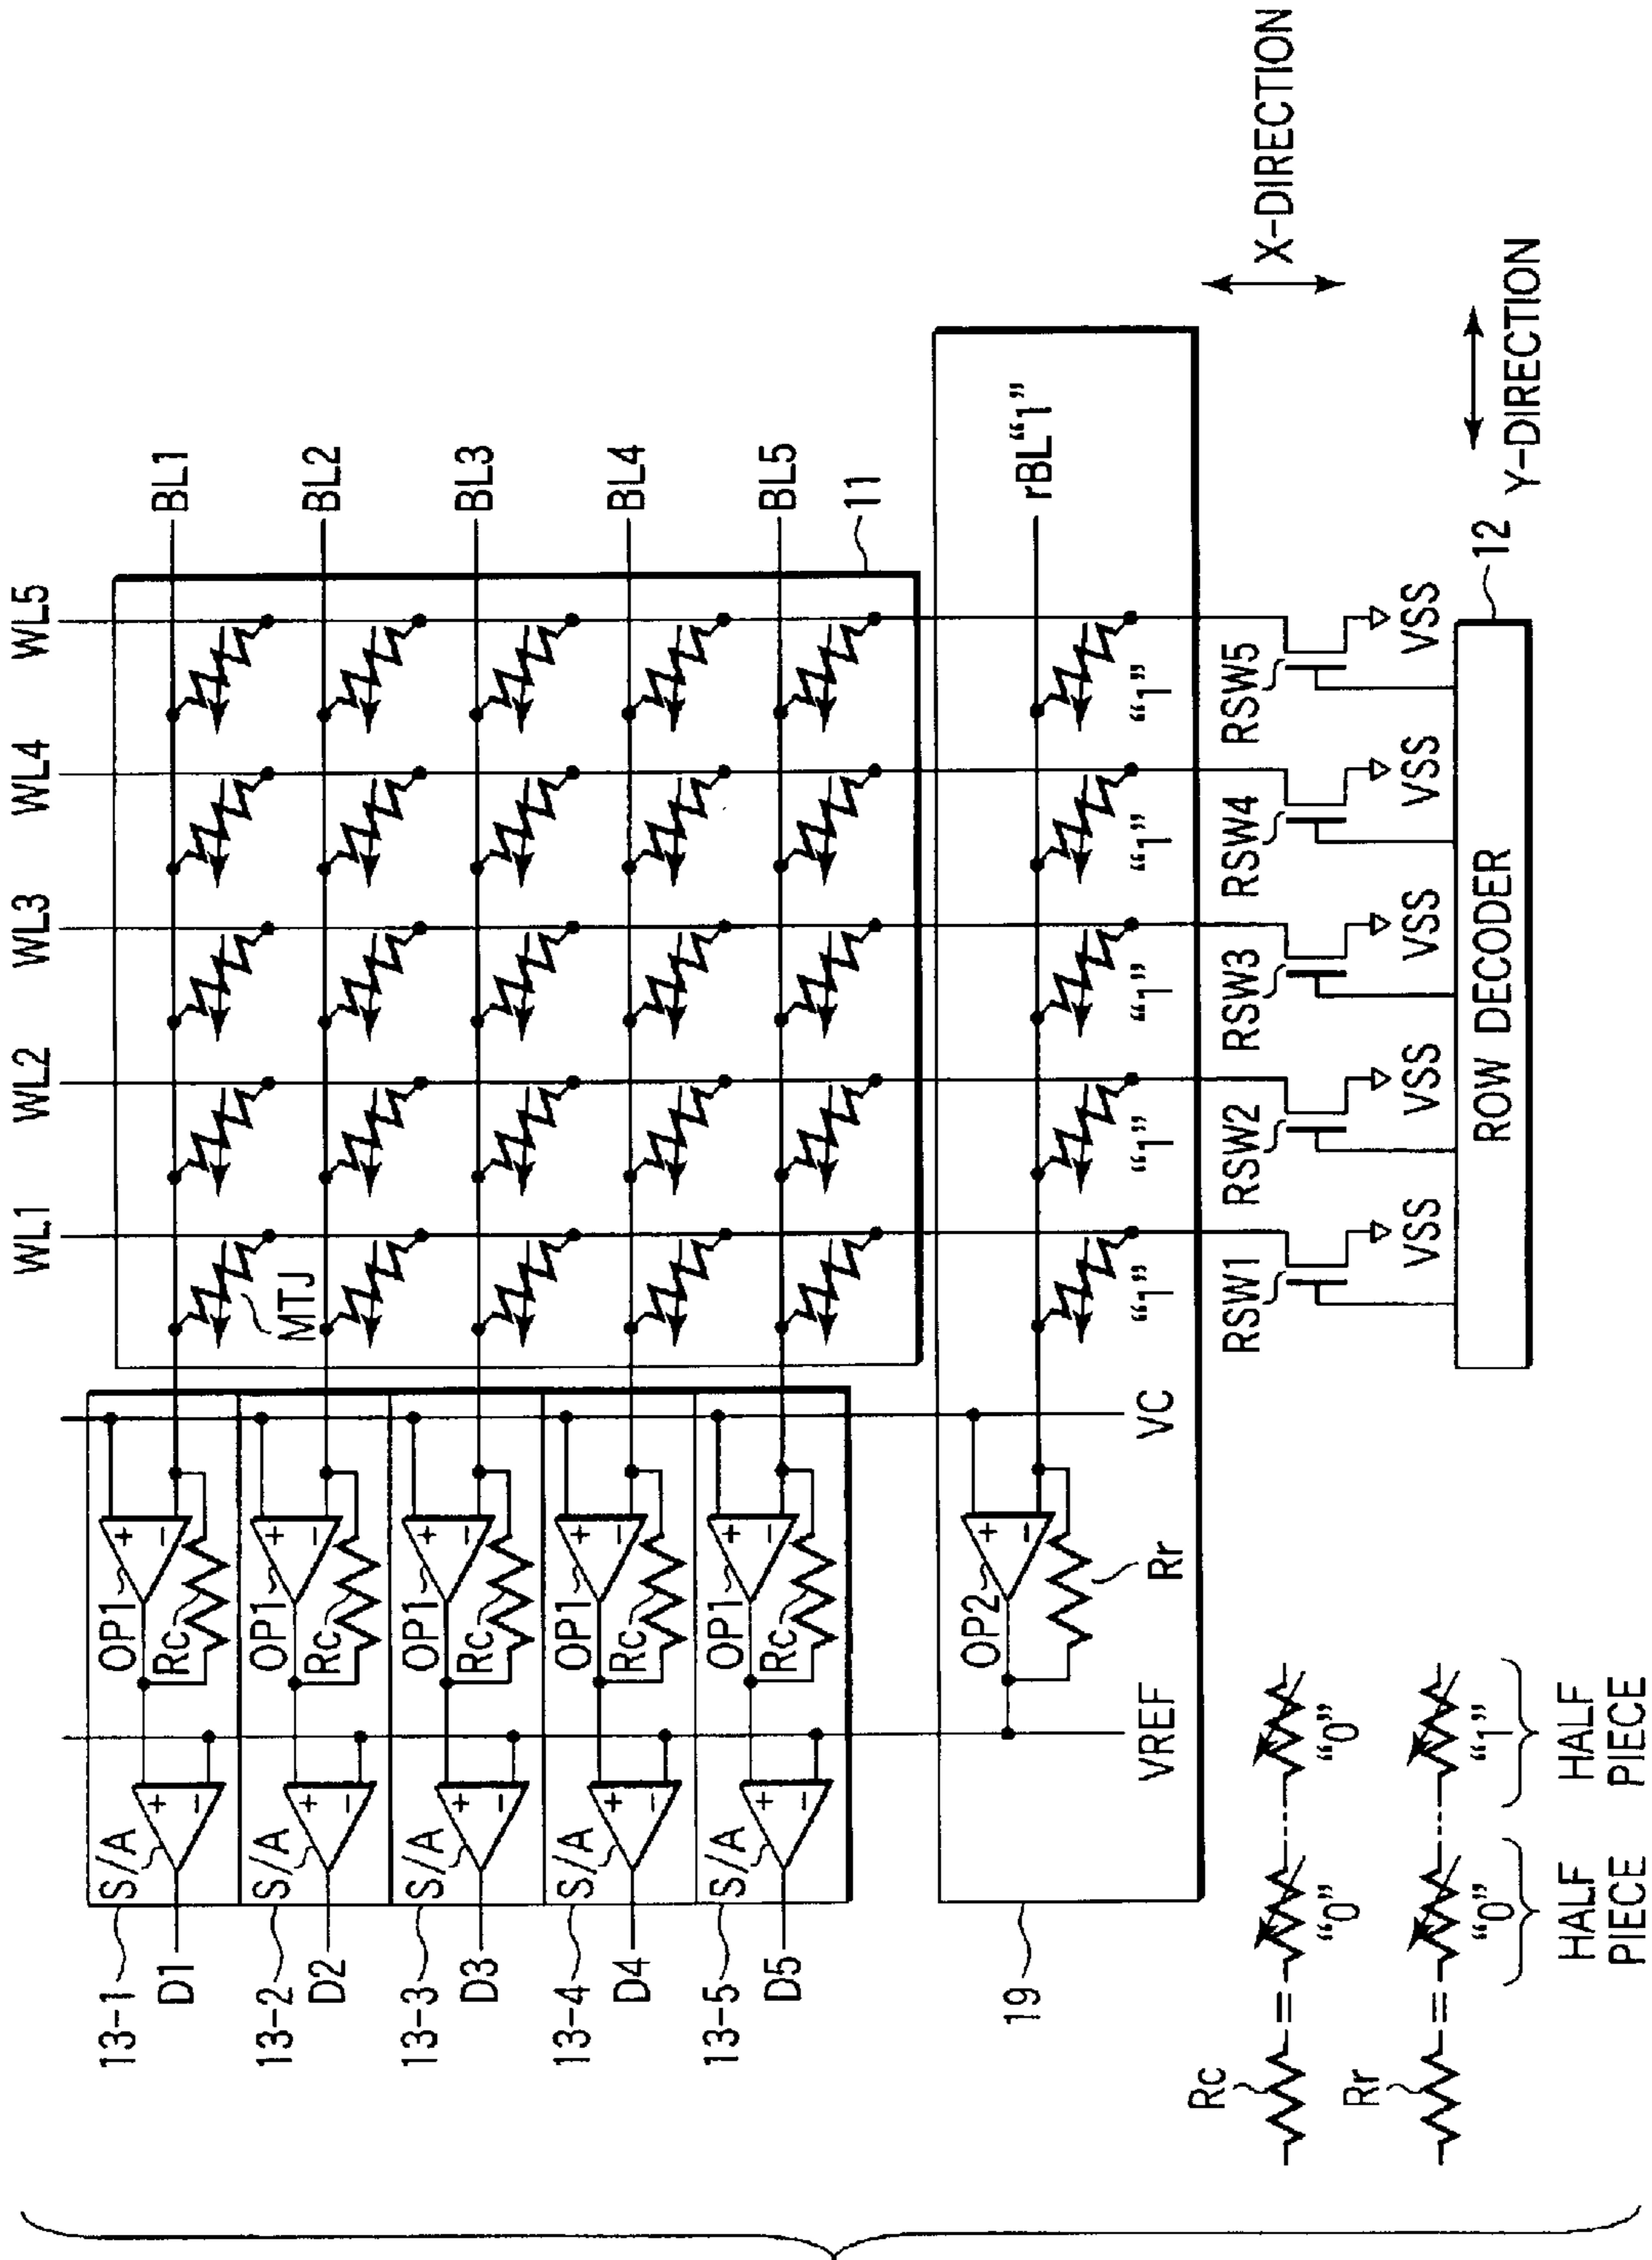 WL1 WL2 WL3 WL4 WL5
13-1 S/A OP1 BL1
D1 Rc
MTJ
13-2 S/A OP1 BL2
D2 Rc
13-3 S/A OP1 BL3
D3 Rc
13-4 S/A OP1 BL4
D4 Rc
13-5 S/A OP1 BL5
D5 Rc
+ - + -
+ - + -
+ - + -
+ - + -
+ - + -
11
19 OP2 + - rBL“1”
Rr
VREF VC
“1” “1” “1” “1” “1”
RSW1 RSW2 RSW3 RSW4 RSW5
VSS VSS VSS VSS VSS
ROW DECODER 12
X-DIRECTION
Y-DIRECTION
Rc = “0” “0”
Rr = “0” “1”
HALF PIECE HALF PIECE